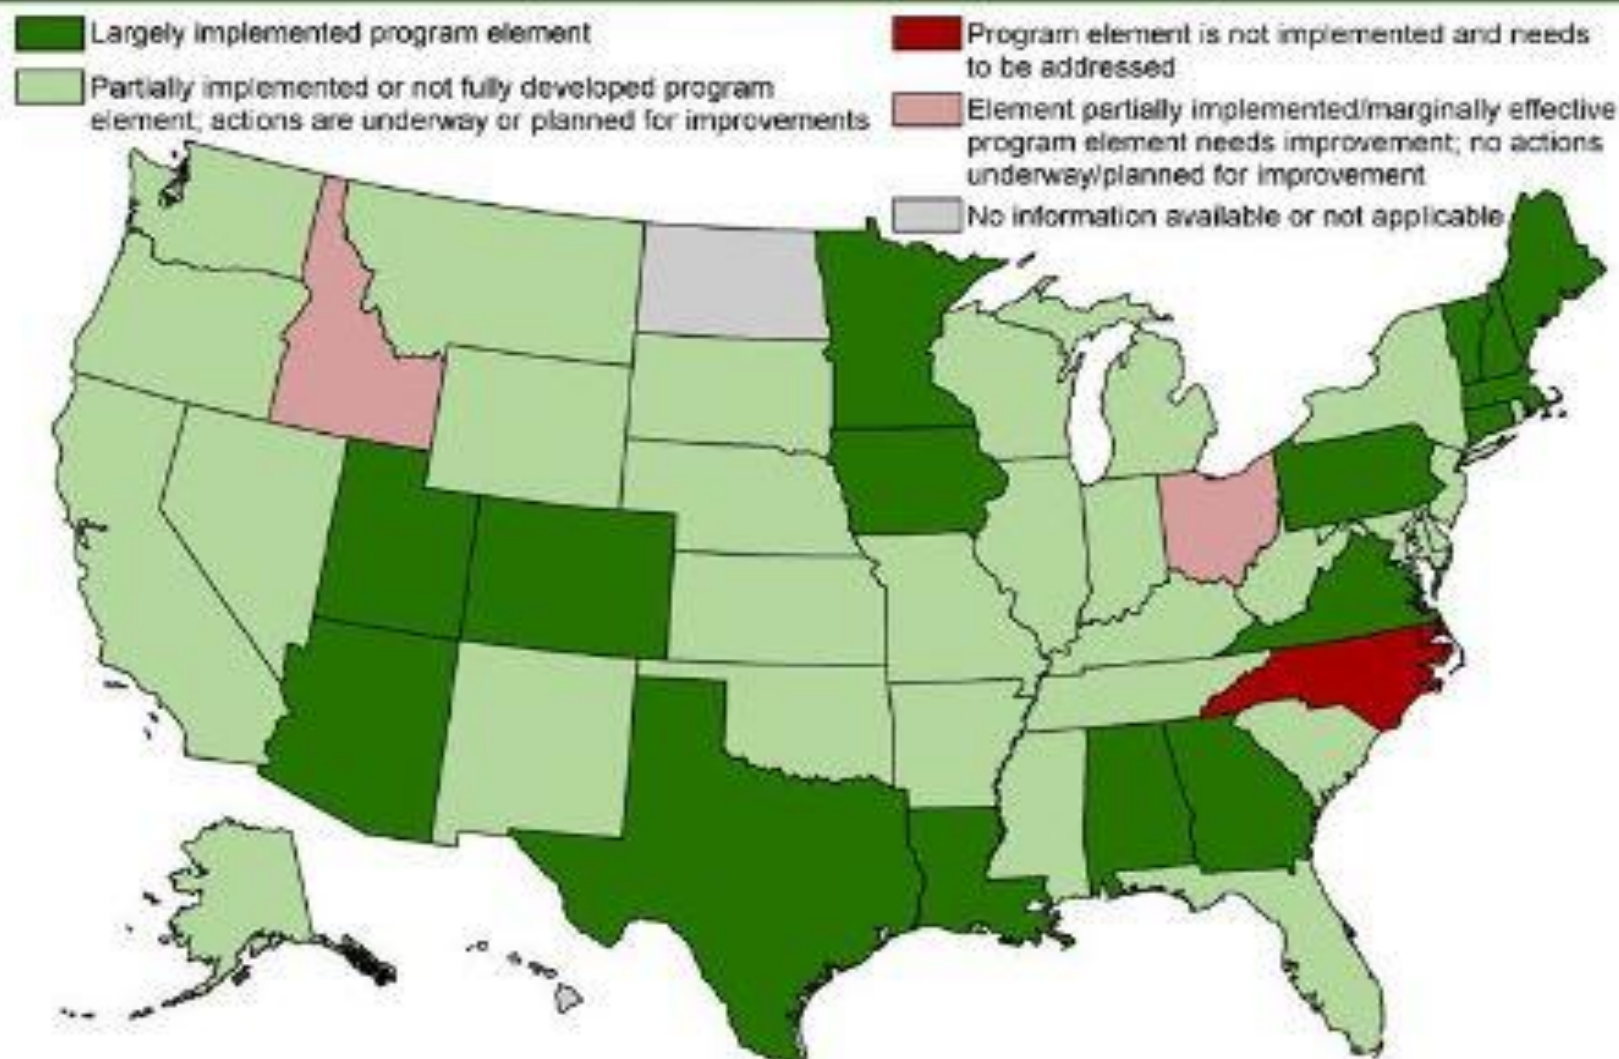 Largely implemented program element
Partially implemented or not fully developed program
element; actions are underway or planned for improvements
Program element is not implemented and needs
to be addressed
Element partially implemented/marginally effective
program element needs improvement; no actions
underway/planned for improvement
No information available or not applicable